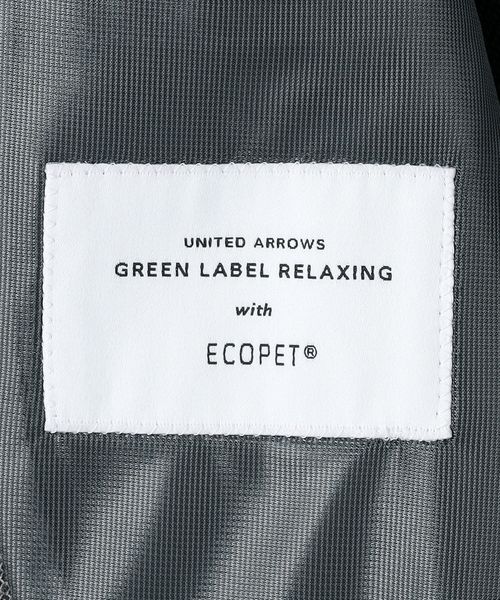 UNITED ARROWS
GREEN LABEL RELAXING
with
ECOPET®